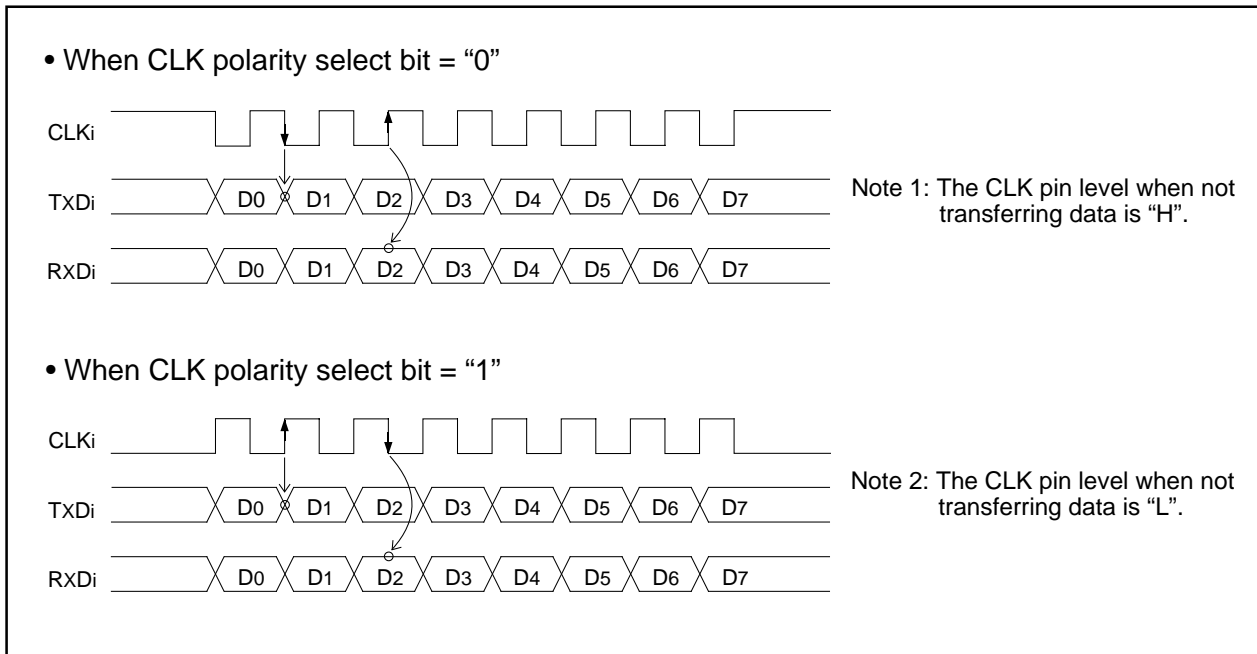 • When CLK polarity select bit = “0”
CLKi
TXDi
D0 D1 D2 D3 D4 D5 D6 D7
RXDi
D0 D1 D2 D3 D4 D5 D6 D7
Note 1: The CLK pin level when not
transferring data is “H”.
• When CLK polarity select bit = “1”
CLKi
TXDi
D0 D1 D2 D3 D4 D5 D6 D7
RXDi
D0 D1 D2 D3 D4 D5 D6 D7
Note 2: The CLK pin level when not
transferring data is “L”.